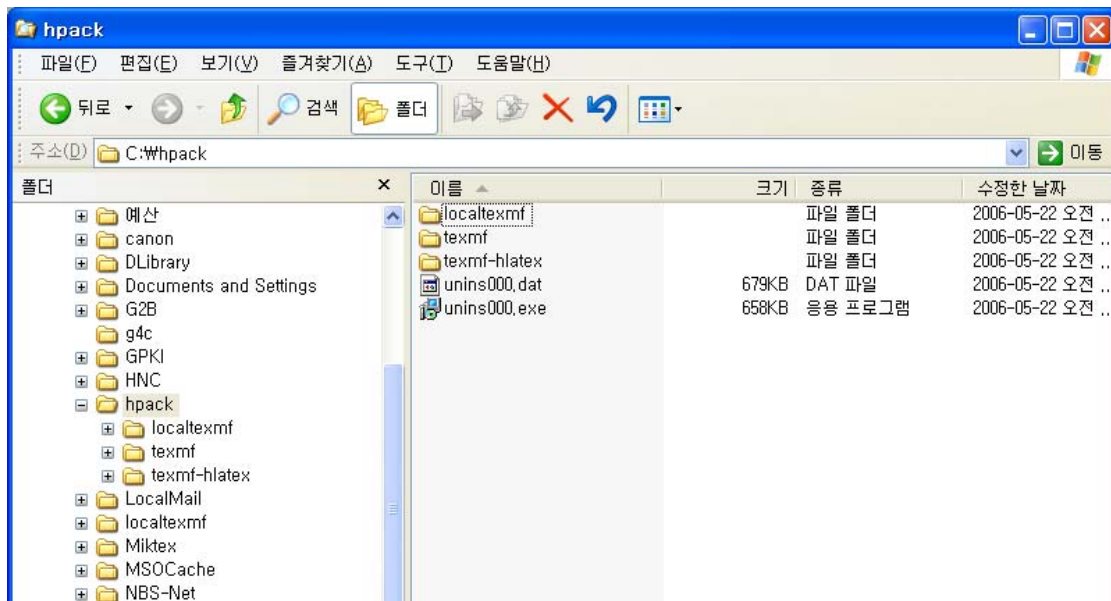 hpack
파일(F) 편집(E) 보기(V) 즐겨찾기(A) 도구(T) 도움말(H)
뒤로 검색 폴더
주소(D) C:₩hpack 이동
폴더 × 이름 크기 종류 수정한 날짜
예산
canon
DLibrary
Documents and Settings
G2B
g4c
GPKI
HNC
hpack
localtexmf
texmf
texmf-hlatex
LocalMail
localtexmf
Miktex
MSOCache
NBS-Net
localtexmf 파일 폴더 2006-05-22 오전 ..
texmf 파일 폴더 2006-05-22 오전 ..
texmf-hlatex 파일 폴더 2006-05-22 오전 ..
unins000.dat 679KB DAT 파일 2006-05-22 오전 ..
unins000.exe 658KB 응용 프로그램 2006-05-22 오전 ..